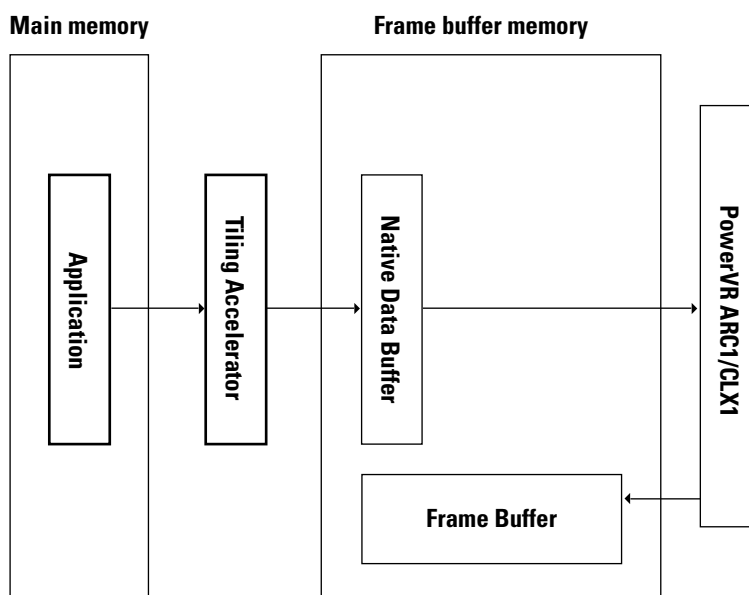 Main memory
Frame buffer memory
Application
Tiling Accelerator
Native Data Buffer
PowerVR ARC1/CLX1
Frame Buffer